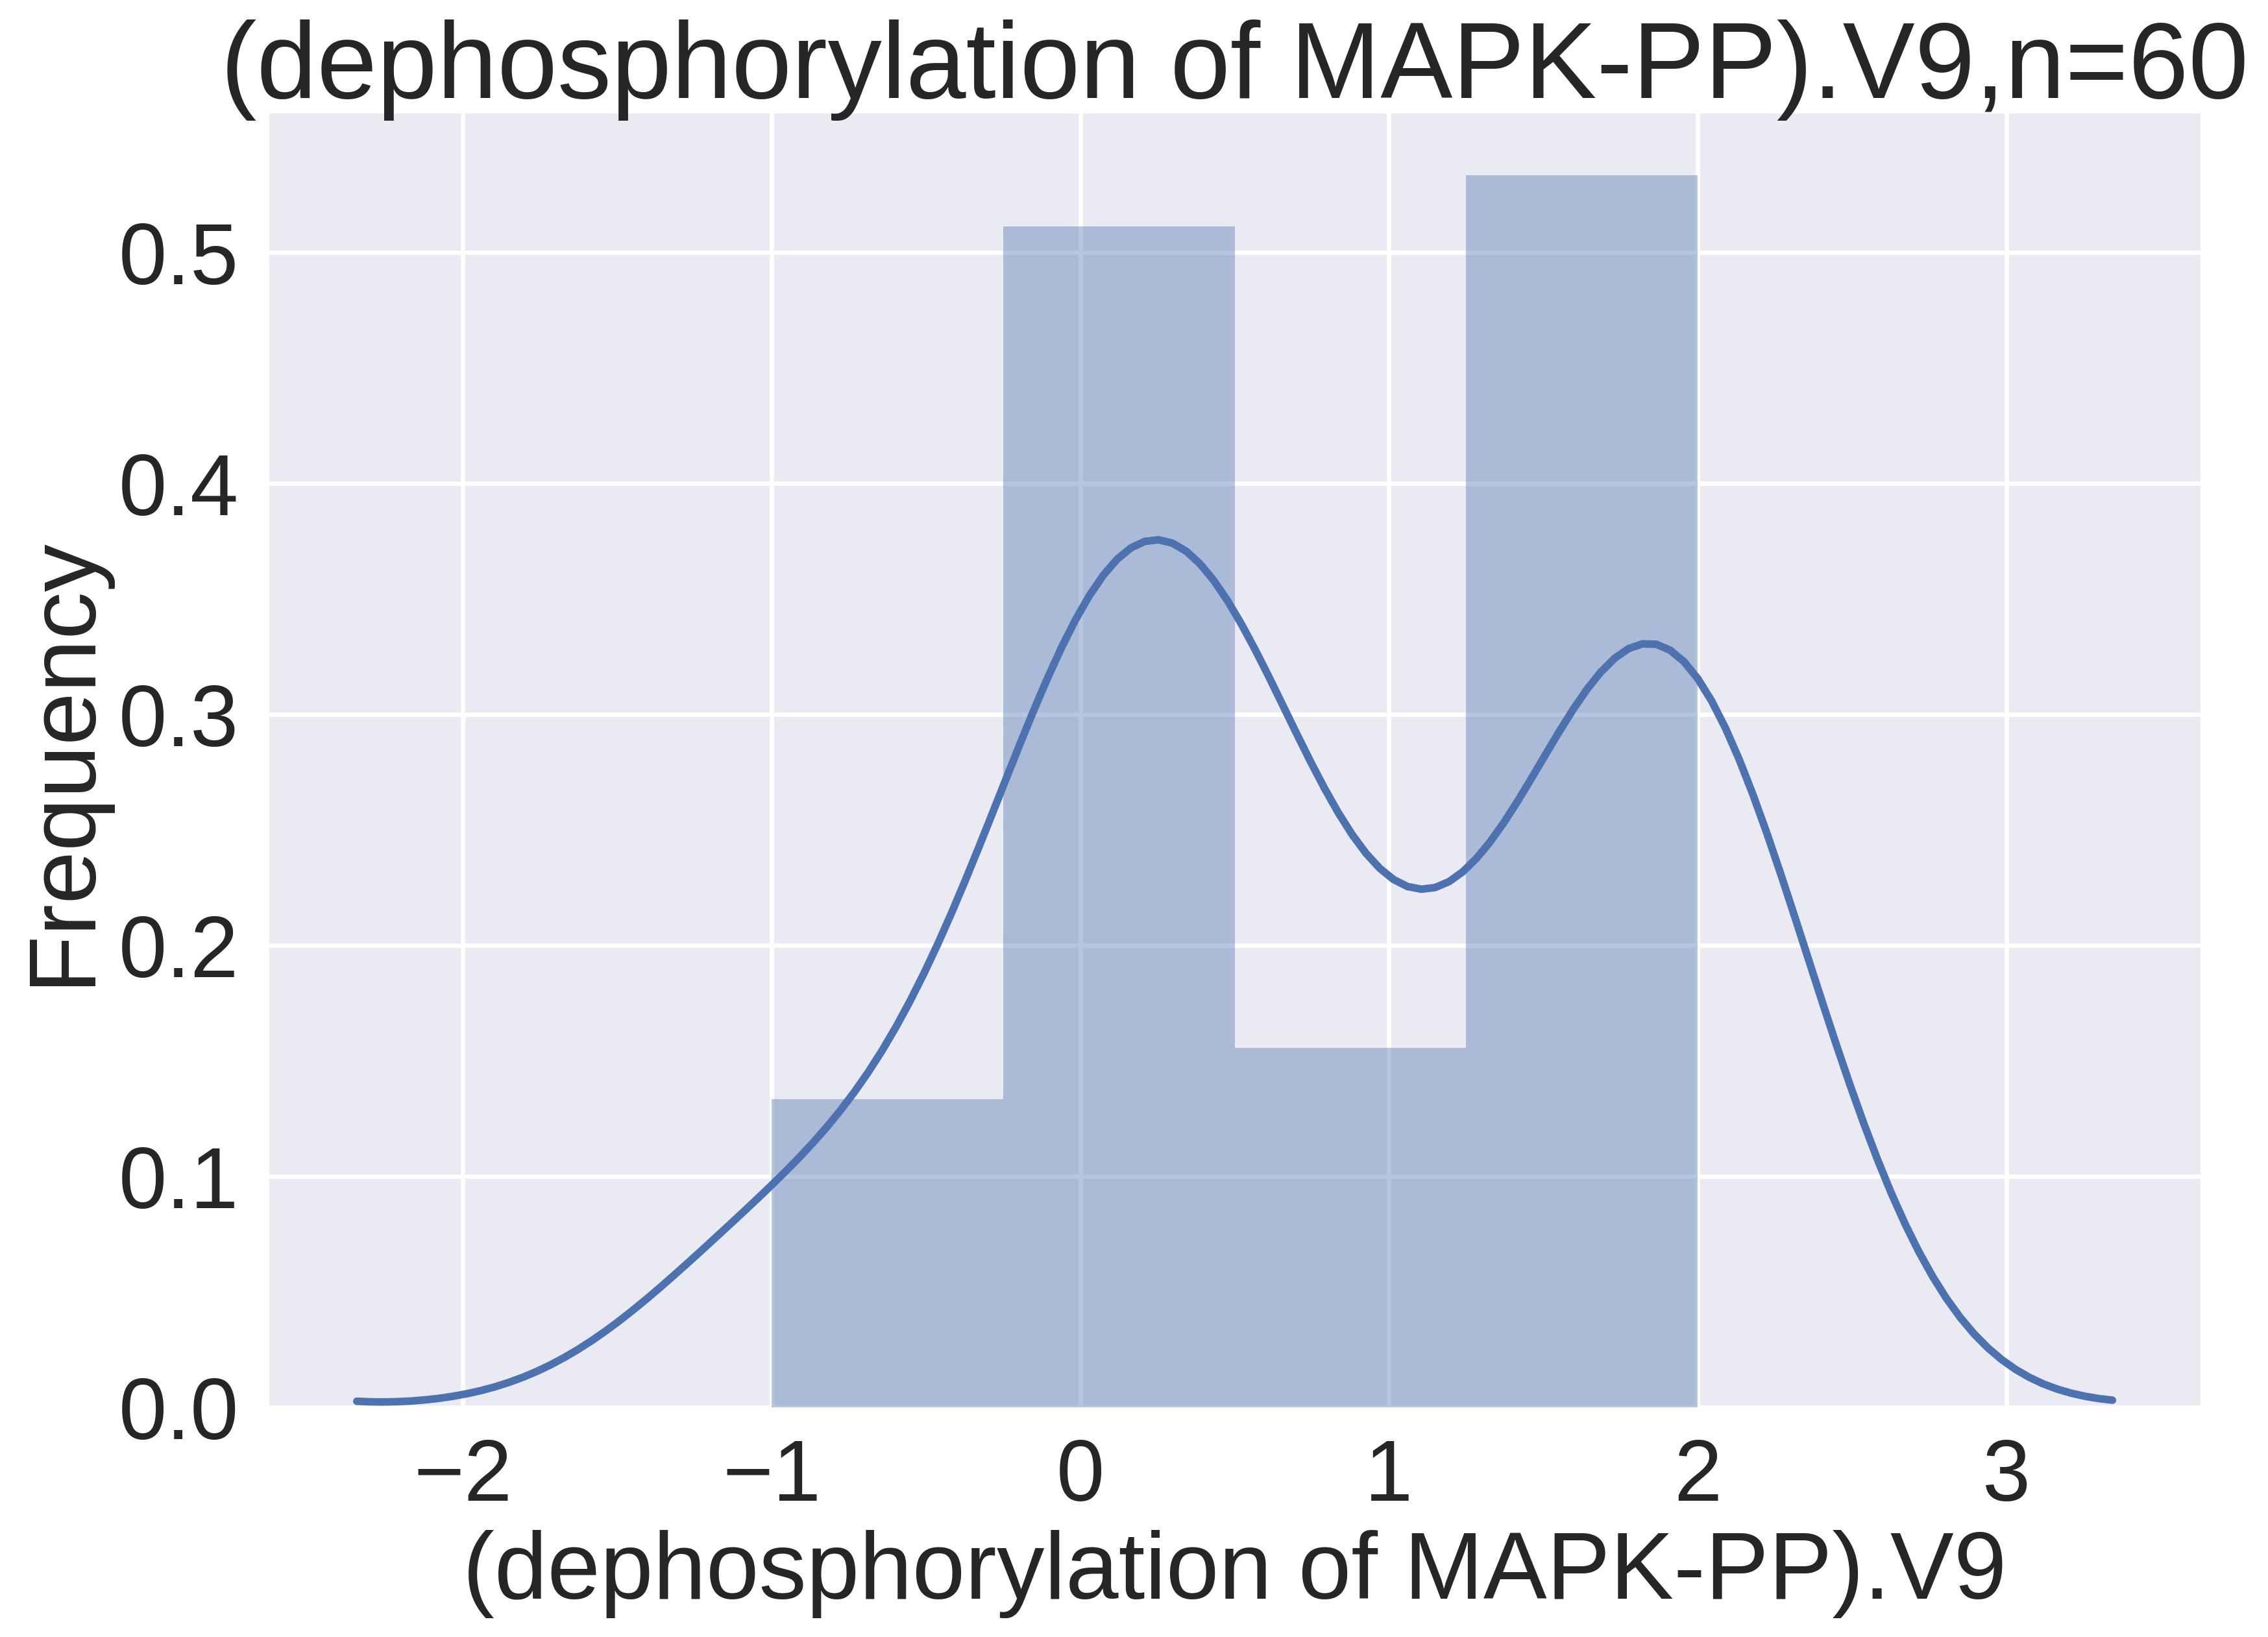 (dephosphorylation of MAPK-PP).V9,n=60
Frequency
0.5
0.4
0.3
0.2
0.1
0.0
−2 −1 0 1 2 3
(dephosphorylation of MAPK-PP).V9